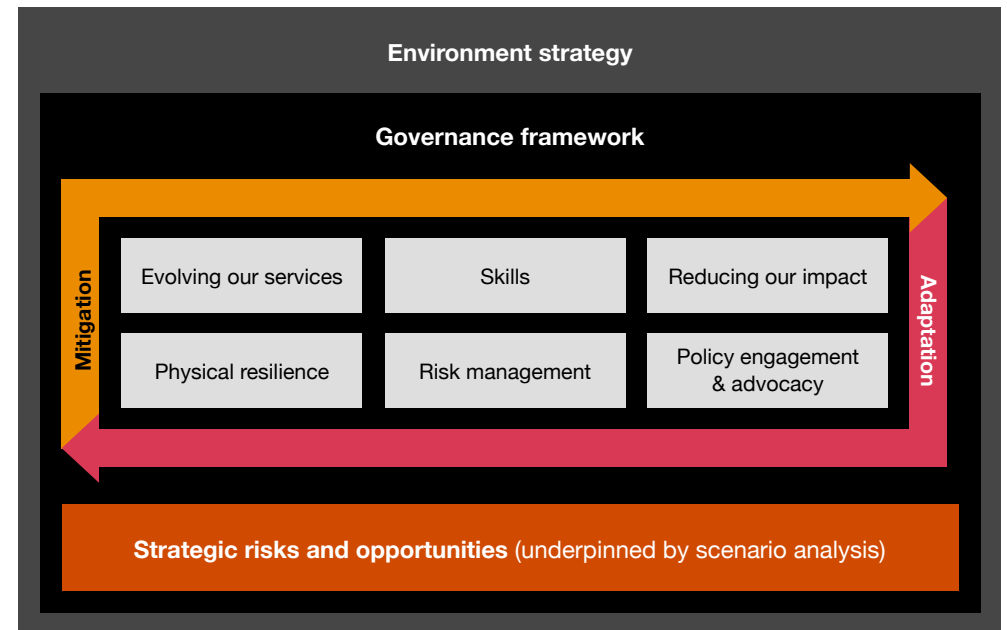 Environment strategy
Governance framework
Mitigation
Evolving our services
Skills
Reducing our impact
Physical resilience
Risk management
Policy engagement
& advocacy
Adaptation
Strategic risks and opportunities (underpinned by scenario analysis)